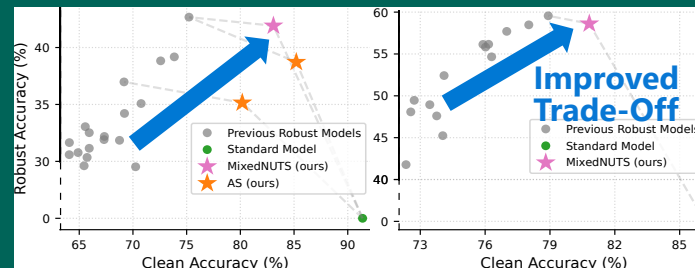 Robust Accuracy (%)
40
35
30
0
65
70
75
80
85
90
Clean Accuracy (%)
Previous Robust Models
Standard Model
MixedNUTS (ours)
AS (ours)
60
55
50
45
40
0
73
76
79
82
85
Clean Accuracy (%)
Improved
Trade-Off
Previous Robust Models
Standard Model
MixedNUTS (ours)